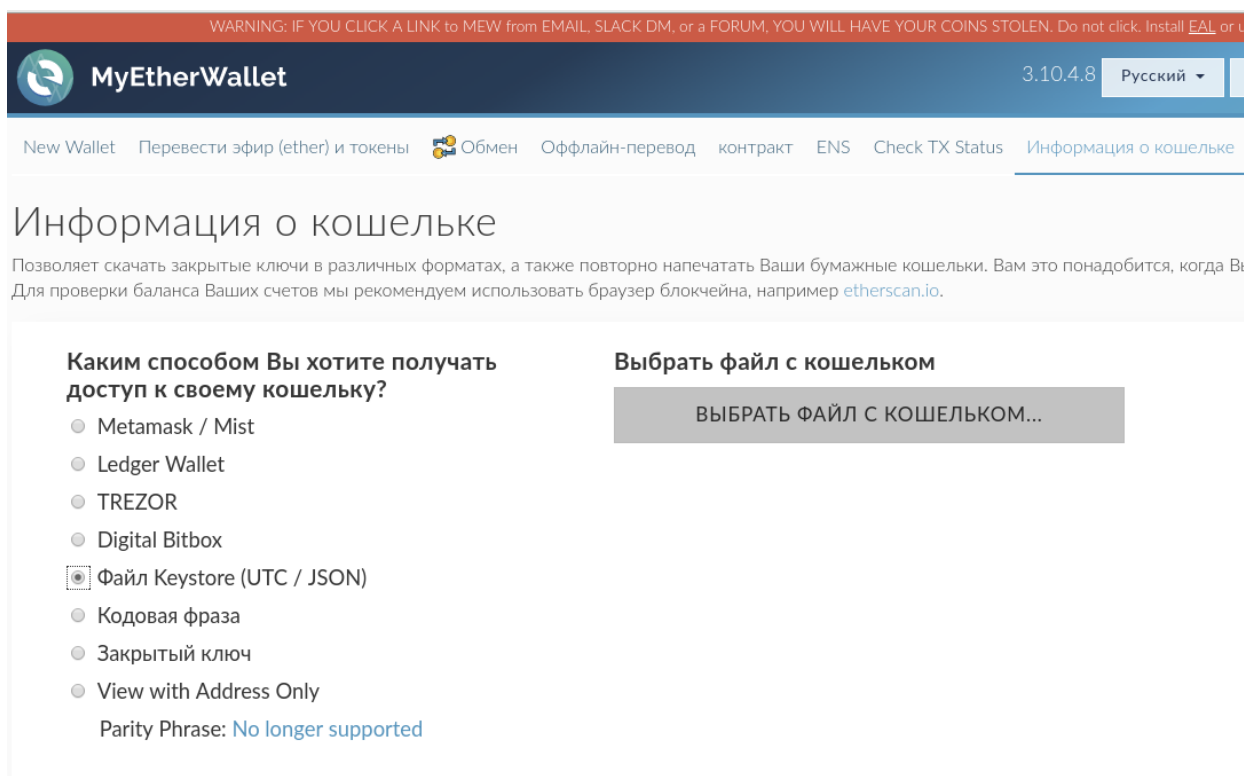 WARNING: IF YOU CLICK A LINK to MEW from EMAIL, SLACK DM, or a FORUM, YOU WILL HAVE YOUR COINS STOLEN. Do not click. Install EAL or
MyEtherWallet
3.10.4.8 Русский
New Wallet Перевести эфир (ether) и токены Обмен Оффлайн-перевод контракт ENS Check TX Status Информация о кошельке
Информация о кошельке
Позволяет скачать закрытые ключи в различных форматах, а также повторно напечатать Ваши бумажные кошельки. Вам это понадобится, когда
Для проверки баланса Ваших счетов мы рекомендуем использовать браузер блокчейна, например etherscan.io.
Каким способом Вы хотите получать
доступ к своему кошельку?
Metamask / Mist
Ledger Wallet
TREZOR
Digital Bitbox
Файл Keystore (UTC / JSON)
Кодовая фраза
Закрытый ключ
View with Address Only
Parity Phrase: No longer supported
Выбрать файл с кошельком
ВЫБРАТЬ ФАЙЛ С КОШЕЛЬКОМ...